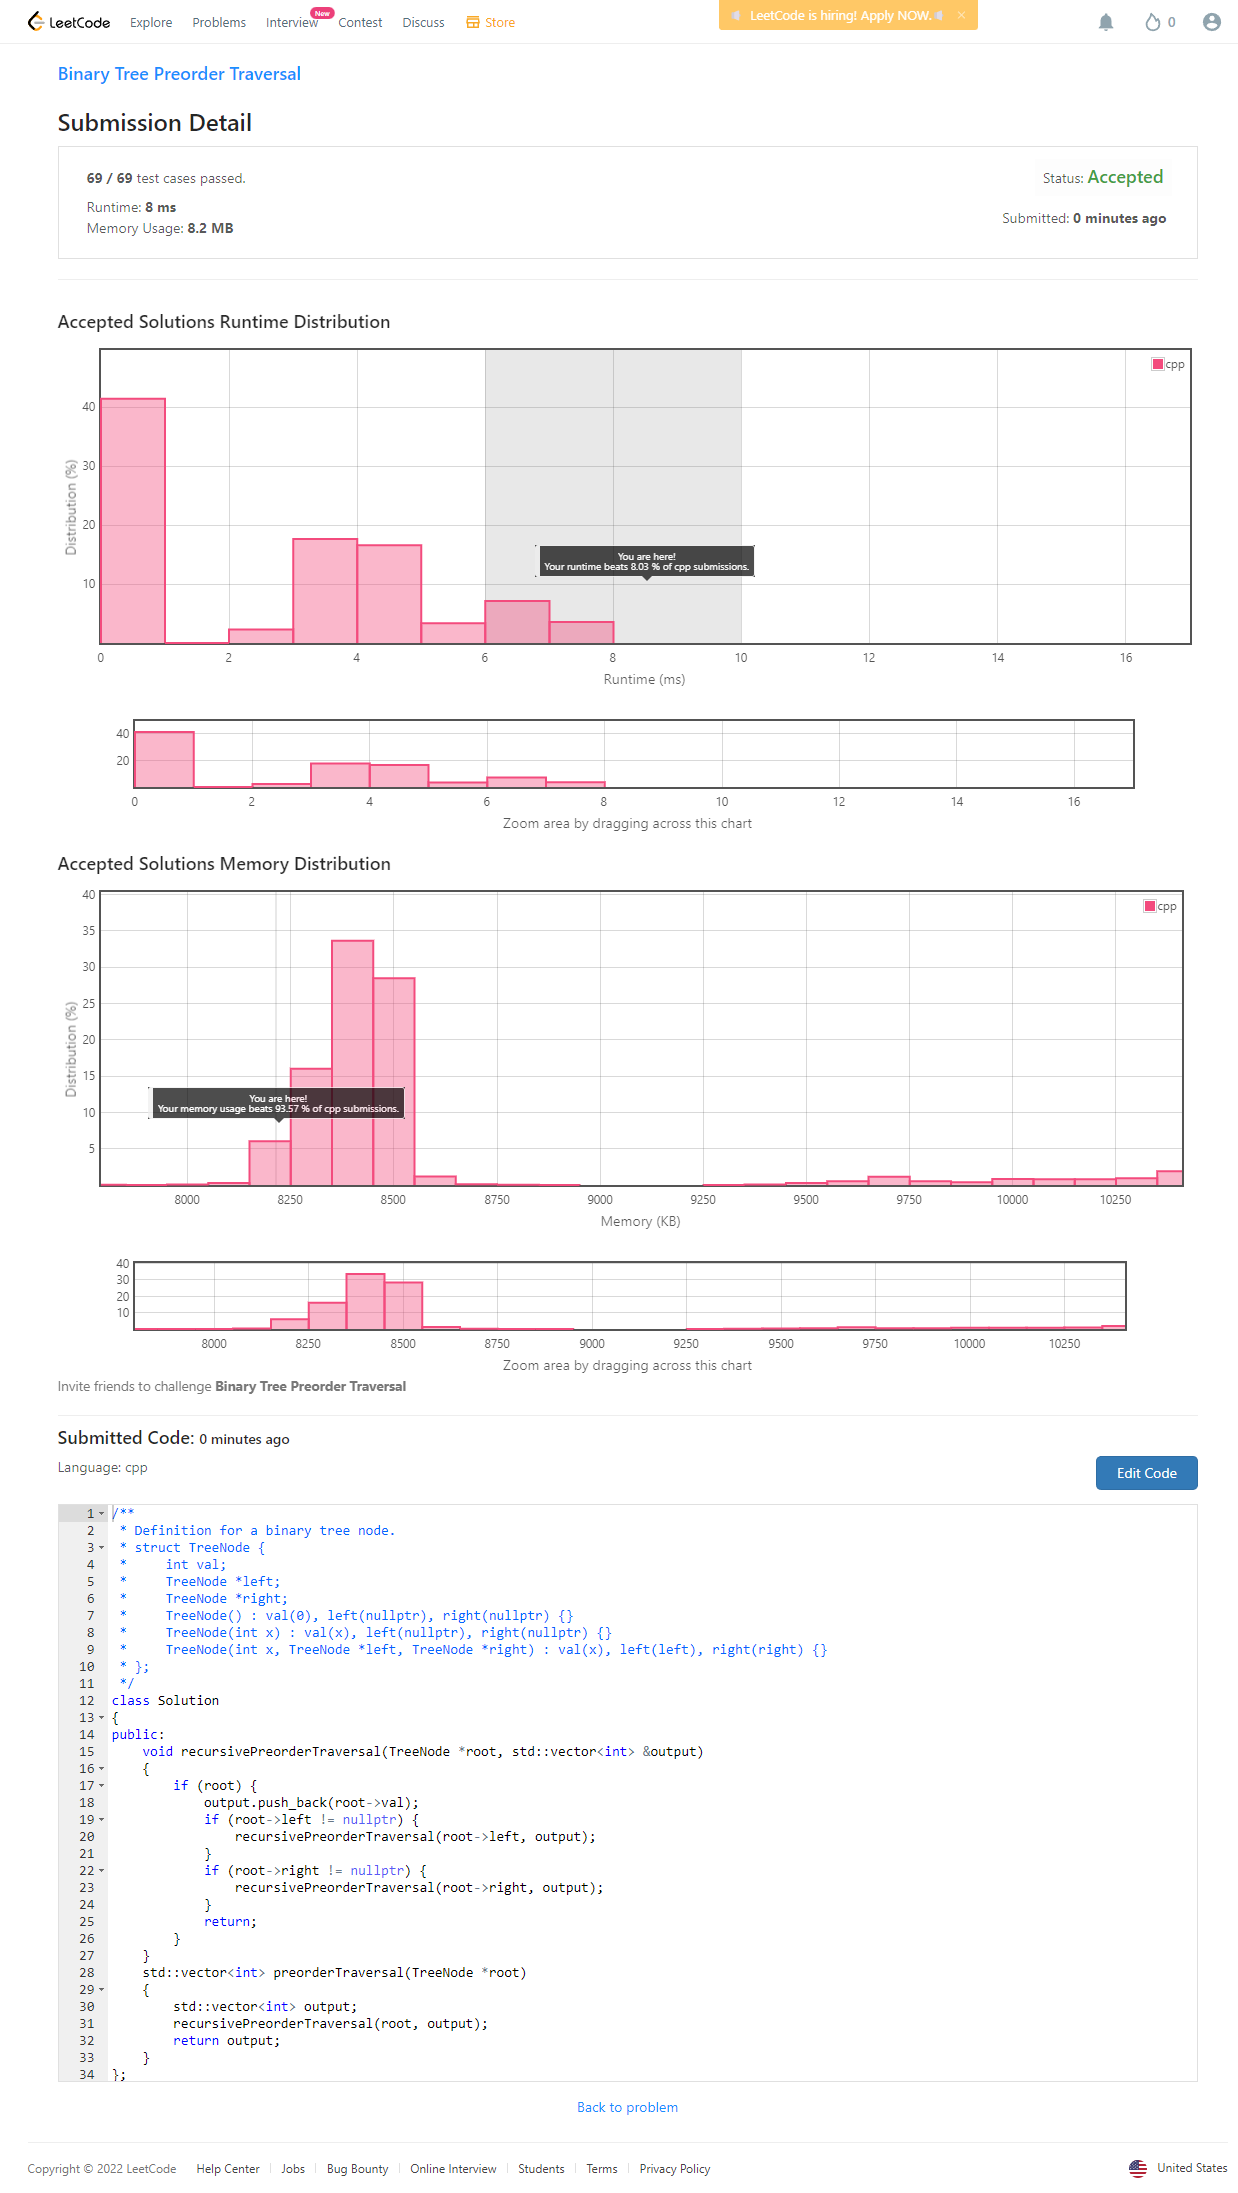 LeetCode Explore Problems Interview New Contest Discuss Store LeetCode is hiring! Apply NOW. × 0
Binary Tree Preorder Traversal
Submission Detail
69 / 69 test cases passed.
Status: Accepted
Runtime: 8 ms
Submitted: 0 minutes ago
Memory Usage: 8.2 MB
Accepted Solutions Runtime Distribution
cpp
Distribution (%)
40
30
20
10
You are here!
Your runtime beats 8.03 % of cpp submissions.
0 2 4 6 8 10 12 14 16
Runtime (ms)
40
20
0 2 4 6 8 10 12 14 16
Zoom area by dragging across this chart
Accepted Solutions Memory Distribution
cpp
Distribution (%)
40
35
30
25
20
15
10
5
You are here!
Your memory usage beats 93.57 % of cpp submissions.
8000 8250 8500 8750 9000 9250 9500 9750 10000 10250
Memory (KB)
40
30
20
10
8000 8250 8500 8750 9000 9250 9500 9750 10000 10250
Zoom area by dragging across this chart
Invite friends to challenge Binary Tree Preorder Traversal
Submitted Code: 0 minutes ago
Language: cpp
Edit Code
1 /**
2  * Definition for a binary tree node.
3  * struct TreeNode {
4  *     int val;
5  *     TreeNode *left;
6  *     TreeNode *right;
7  *     TreeNode() : val(0), left(nullptr), right(nullptr) {}
8  *     TreeNode(int x) : val(x), left(nullptr), right(nullptr) {}
9  *     TreeNode(int x, TreeNode *left, TreeNode *right) : val(x), left(left), right(right) {}
10  * };
11  */
12 class Solution
13 {
14 public:
15     void recursivePreorderTraversal(TreeNode *root, std::vector<int> &output)
16     {
17         if (root) {
18             output.push_back(root->val);
19             if (root->left != nullptr) {
20                 recursivePreorderTraversal(root->left, output);
21             }
22             if (root->right != nullptr) {
23                 recursivePreorderTraversal(root->right, output);
24             }
25             return;
26         }
27     }
28     std::vector<int> preorderTraversal(TreeNode *root)
29     {
30         std::vector<int> output;
31         recursivePreorderTraversal(root, output);
32         return output;
33     }
34 };
Back to problem
Copyright © 2022 LeetCode Help Center Jobs Bug Bounty Online Interview Students Terms Privacy Policy United States